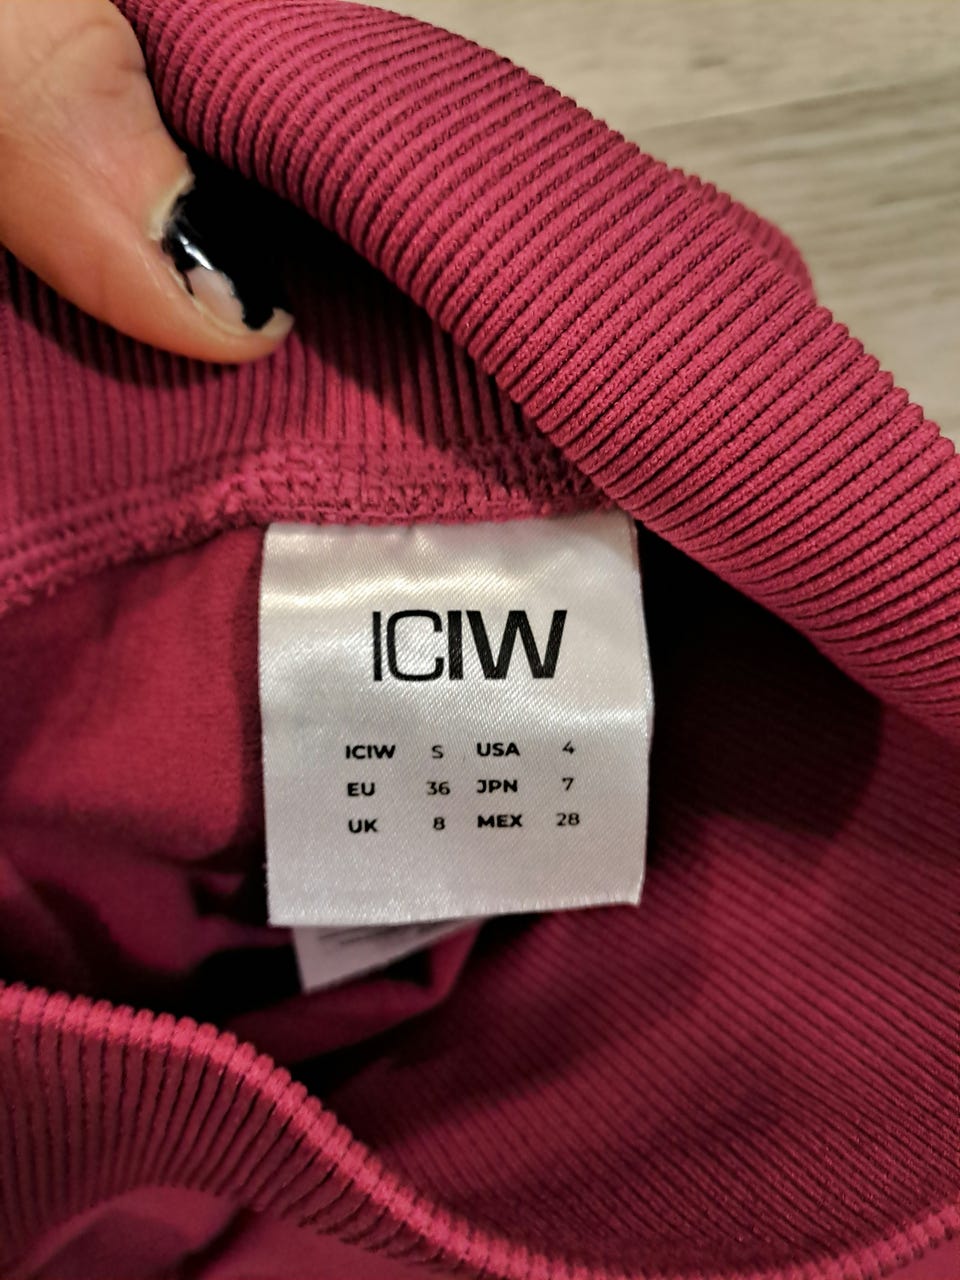 ICIW
ICIW S USA 4
EU 36 JPN 7
UK 8 MEX 28